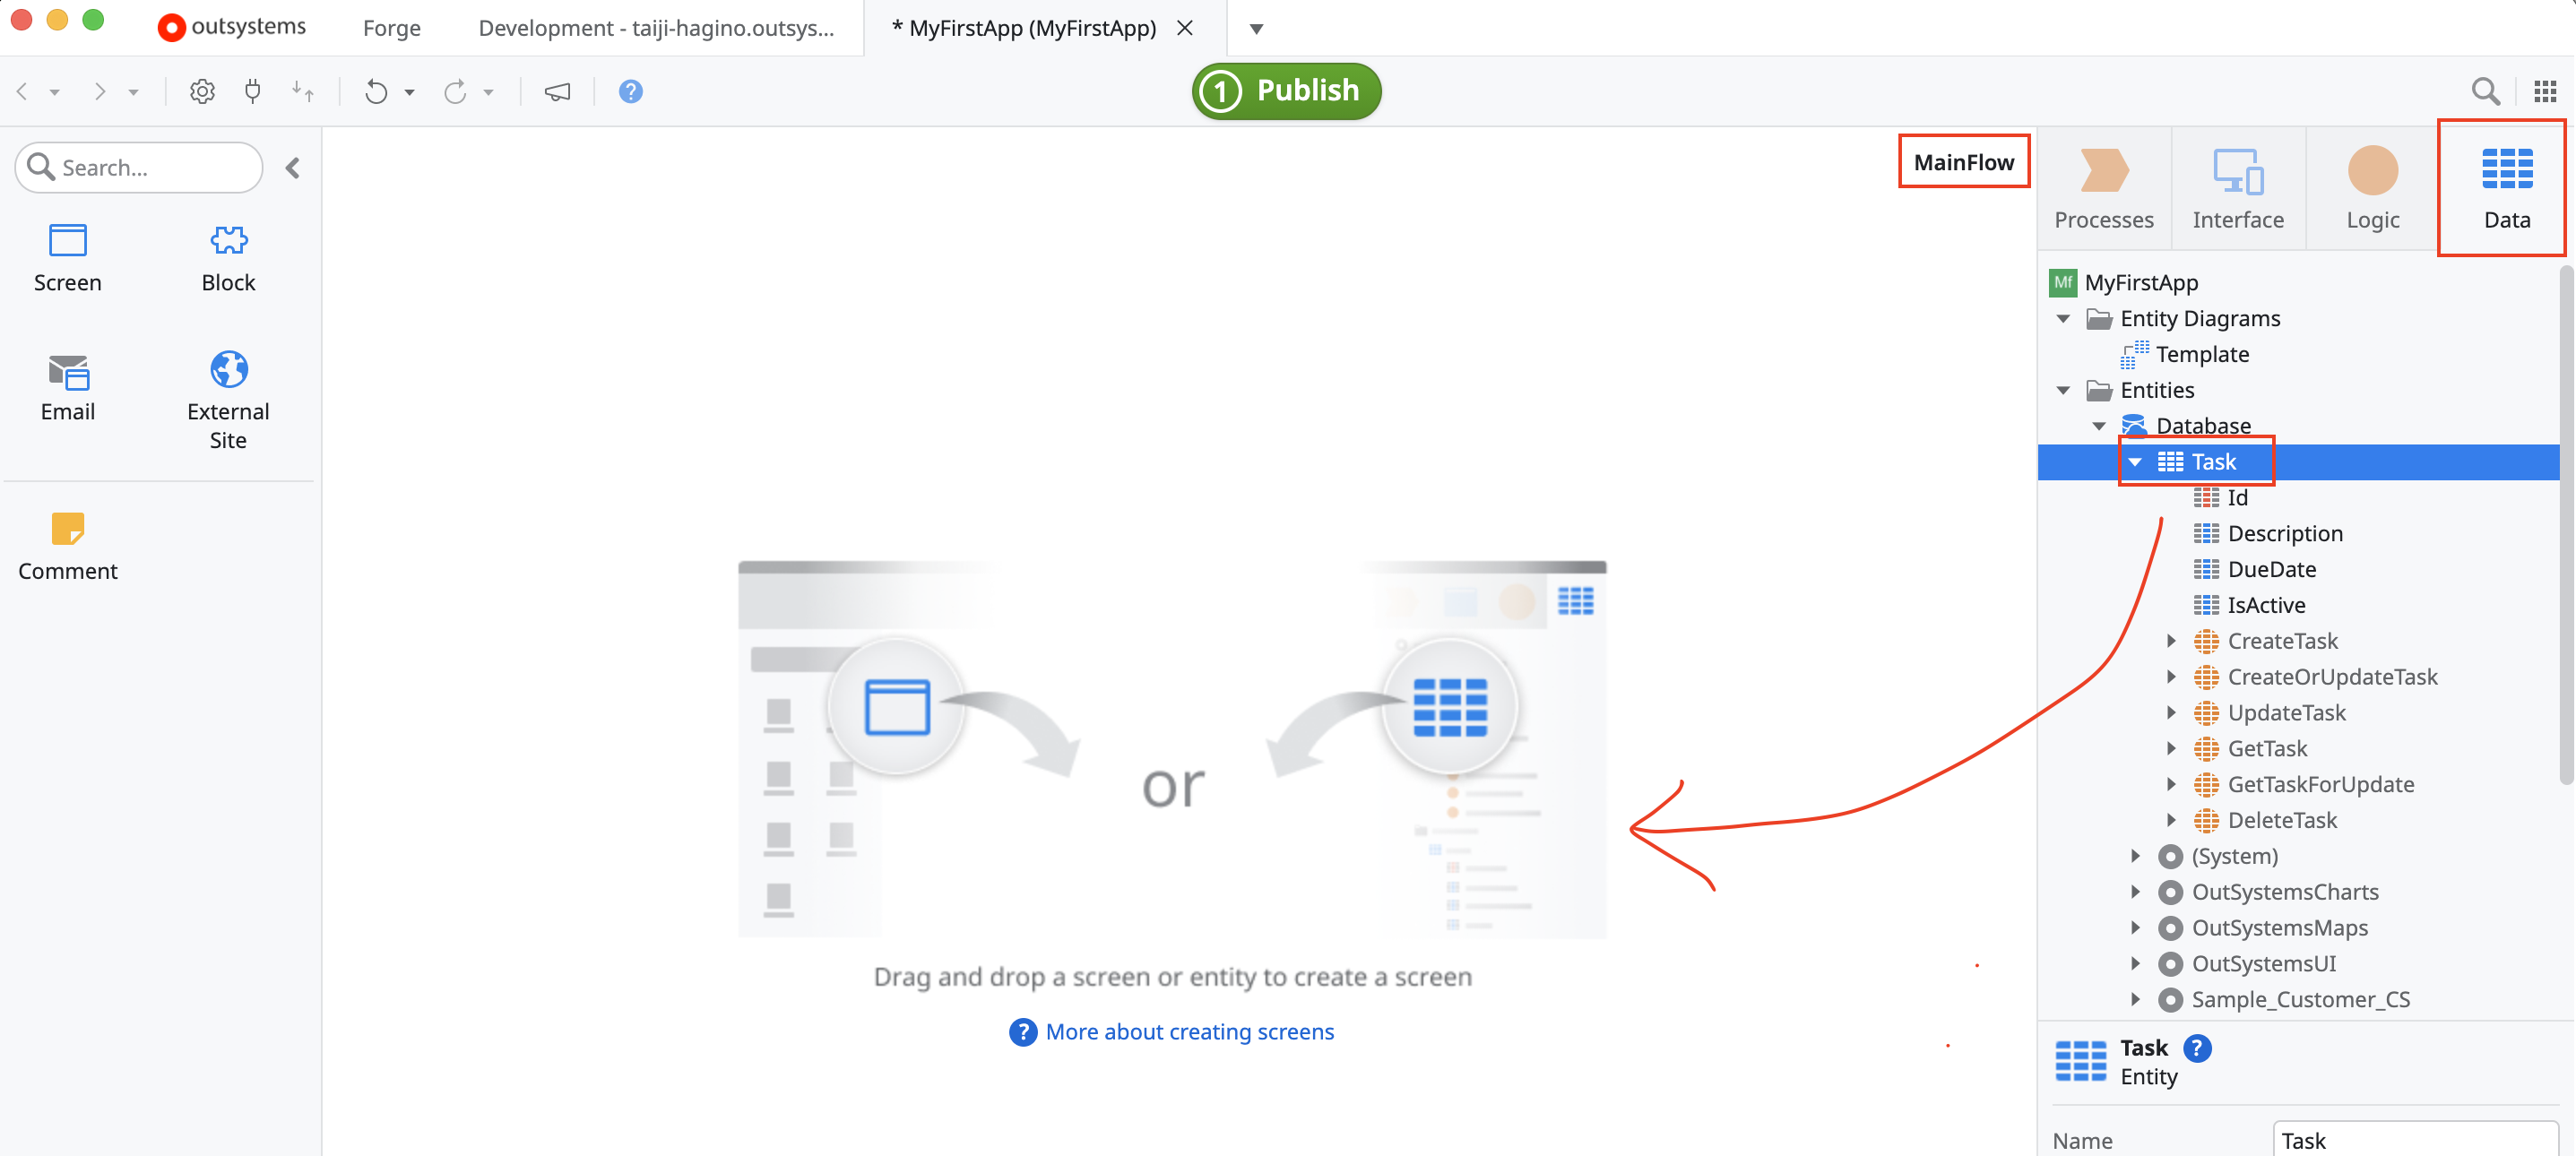 outsystems
Forge
Development - taiji-hagino.outsys...
* MyFirstApp (MyFirstApp)
1 Publish
Search...
Screen
Block
Email
External
Site
Comment
MainFlow
or
Drag and drop a screen or entity to create a screen
? More about creating screens
Processes
Interface
Logic
Data
Mf MyFirstApp
Entity Diagrams
Template
Entities
Database
Task
Id
Description
DueDate
IsActive
CreateTask
CreateOrUpdateTask
UpdateTask
GetTask
GetTaskForUpdate
DeleteTask
(System)
OutSystemsCharts
OutSystemsMaps
OutSystemsUI
Sample_Customer_CS
Task ?
Entity
Name
Task